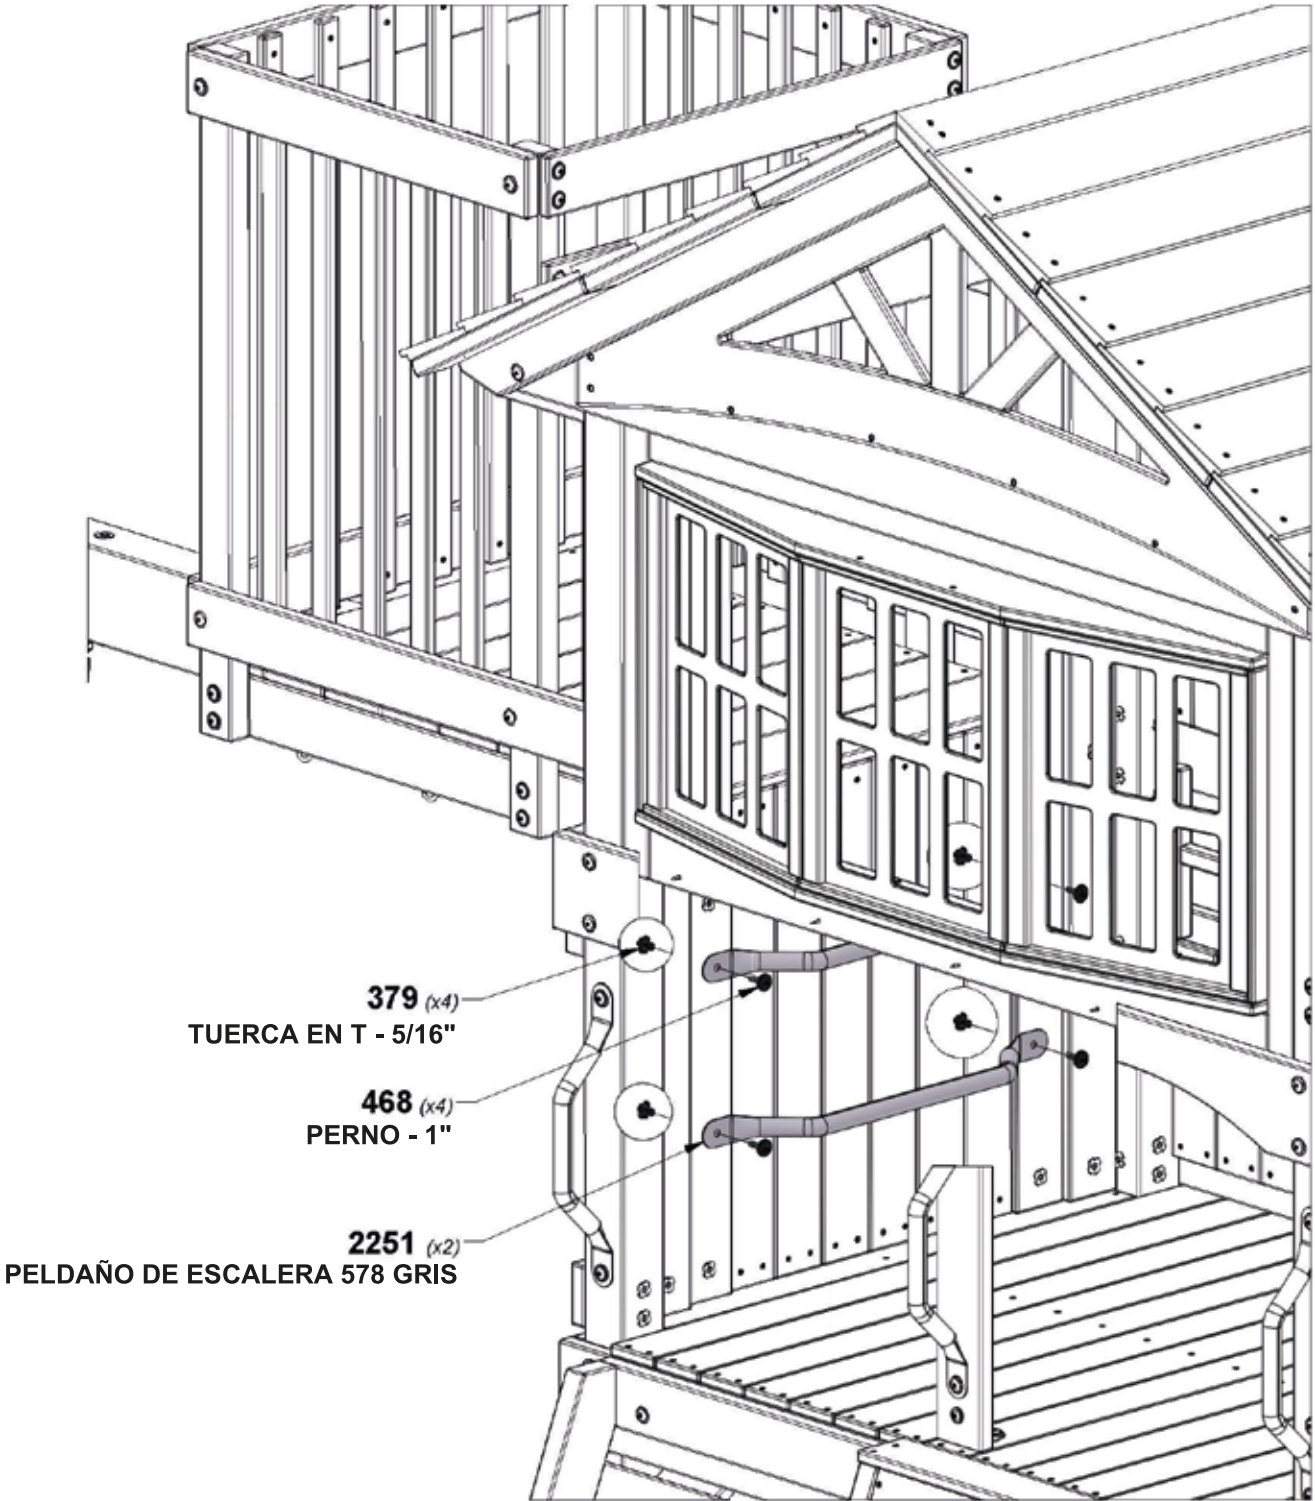 379 (x4)
TUERCA EN T - 5/16"
468 (x4)
PERNO - 1"
2251 (x2)
PELDAÑO DE ESCALERA 578 GRIS